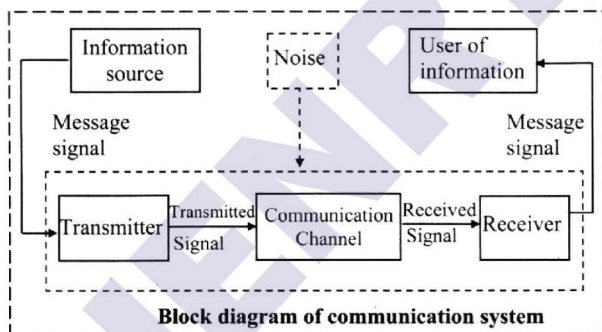 Information
source
Noise
User of
information
Message
signal
Message
signal
Transmitter
Transmitted
Signal
Communication
Channel
Received
Signal
Receiver
Block diagram of communication system